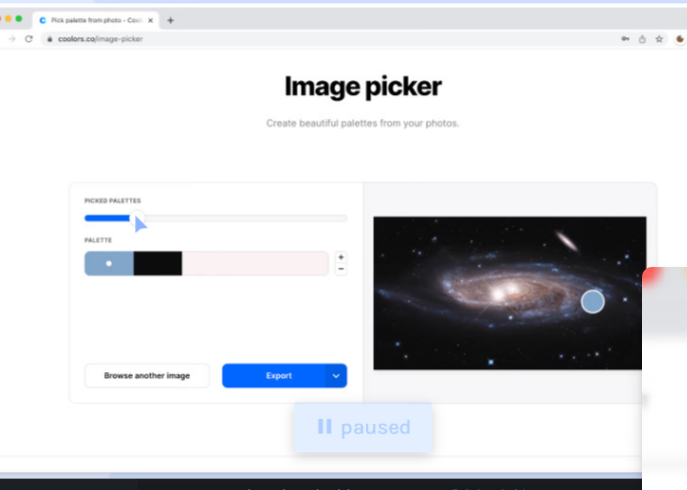 Pick palette from photo - Cool
coolors.co/image-picker
Image picker
Create beautiful palettes from your photos.
PICKED PALETTES
PALETTE
+
−
Browse another image
Export
paused